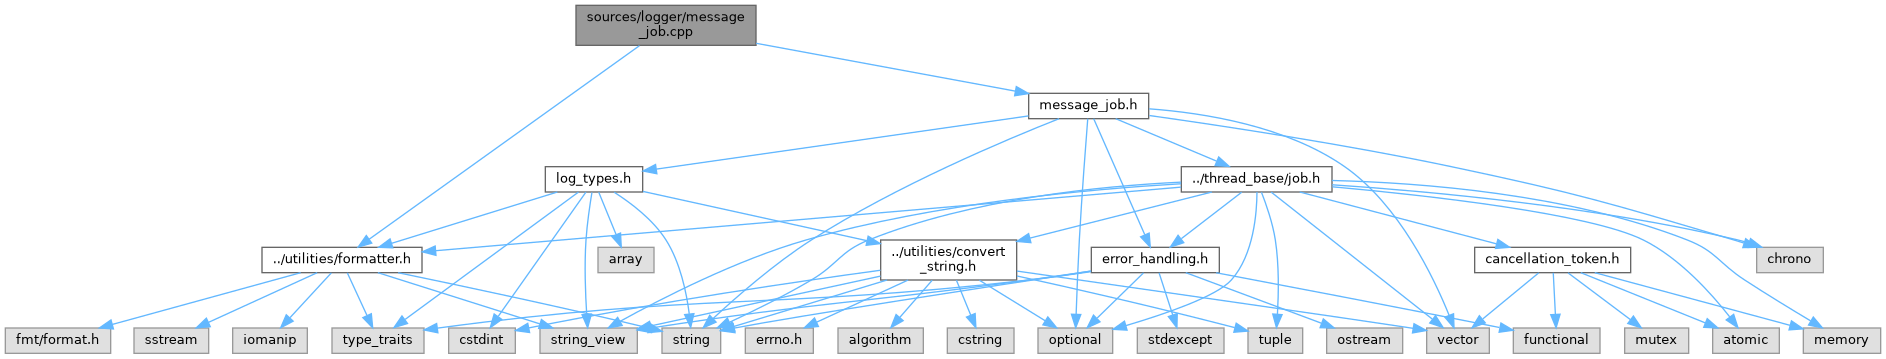 sources/logger/message
_job.cpp
message_job.h
log_types.h
../thread_base/job.h
../utilities/formatter.h
array
../utilities/convert
_string.h
error_handling.h
cancellation_token.h
chrono
fmt/format.h
sstream
iomanip
type_traits
cstdint
string_view
string
errno.h
algorithm
cstring
optional
stdexcept
tuple
ostream
vector
functional
mutex
atomic
memory